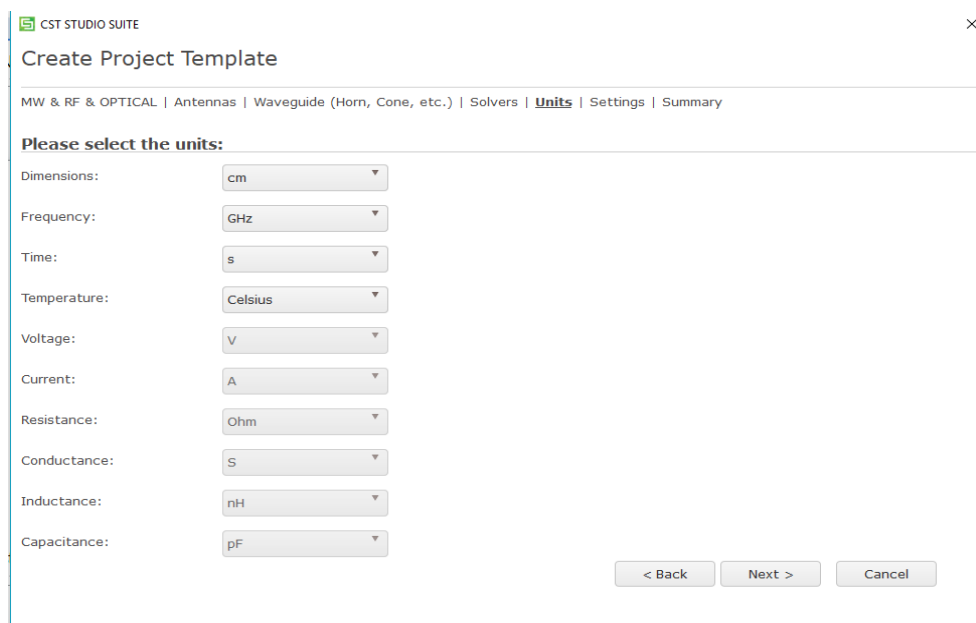 CST STUDIO SUITE
Create Project Template
MW & RF & OPTICAL | Antennas | Waveguide (Horn, Cone, etc.) | Solvers | Units | Settings | Summary
Please select the units:
Dimensions: cm
Frequency: GHz
Time: s
Temperature: Celsius
Voltage: V
Current: A
Resistance: Ohm
Conductance: S
Inductance: nH
Capacitance: pF
< Back Next > Cancel